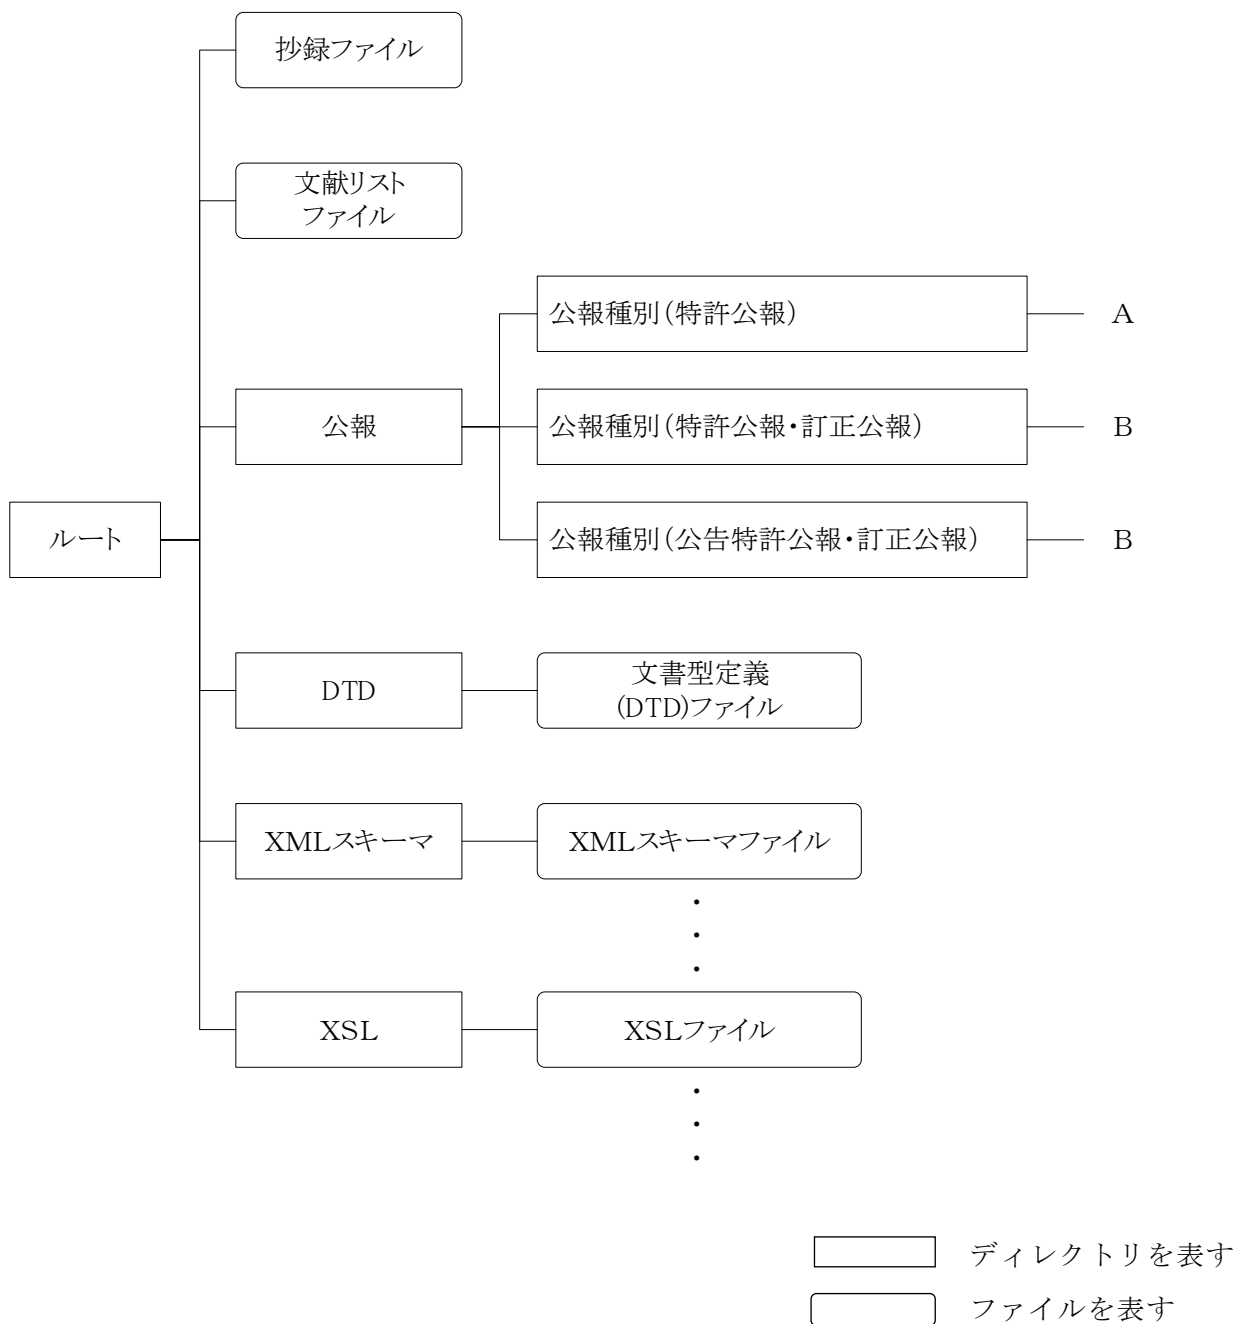 抄録ファイル
文献リスト
ファイル
公報種別(特許公報)
A
公報
公報種別(特許公報・訂正公報)
B
ルート
公報種別(公告特許公報・訂正公報)
B
DTD
文書型定義
(DTD)ファイル
XMLスキーマ
XMLスキーマファイル
・
・
・
XSL
XSLファイル
・
・
・
ディレクトリを表す
ファイルを表す